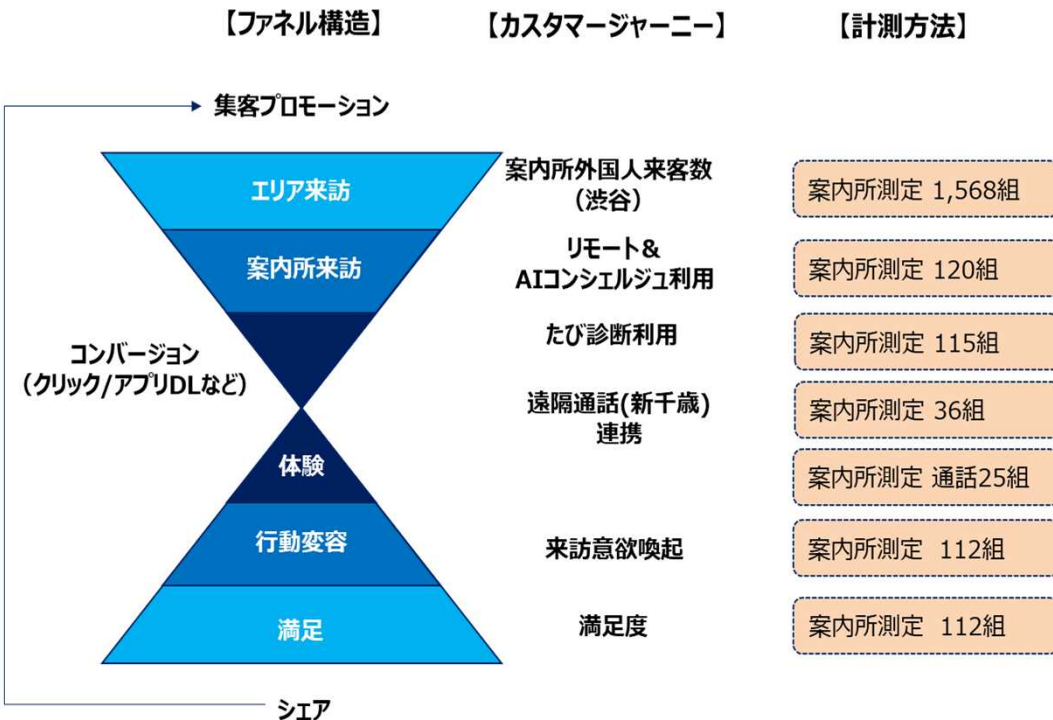 【ファネル構造】 【カスタマージャーニー】 【計測方法】
集客プロモーション
エリア来訪
案内所外国人来客数
（渋谷）
案内所測定 1,568組
案内所来訪
リモート&
AIコンシェルジュ利用
案内所測定 120組
コンバージョン
（クリック/アプリDLなど）
たび診断利用
案内所測定 115組
遠隔通話(新千歳)
連携
案内所測定 36組
体験
案内所測定 通話25組
行動変容
来訪意欲喚起
案内所測定 112組
満足
満足度
案内所測定 112組
シェア